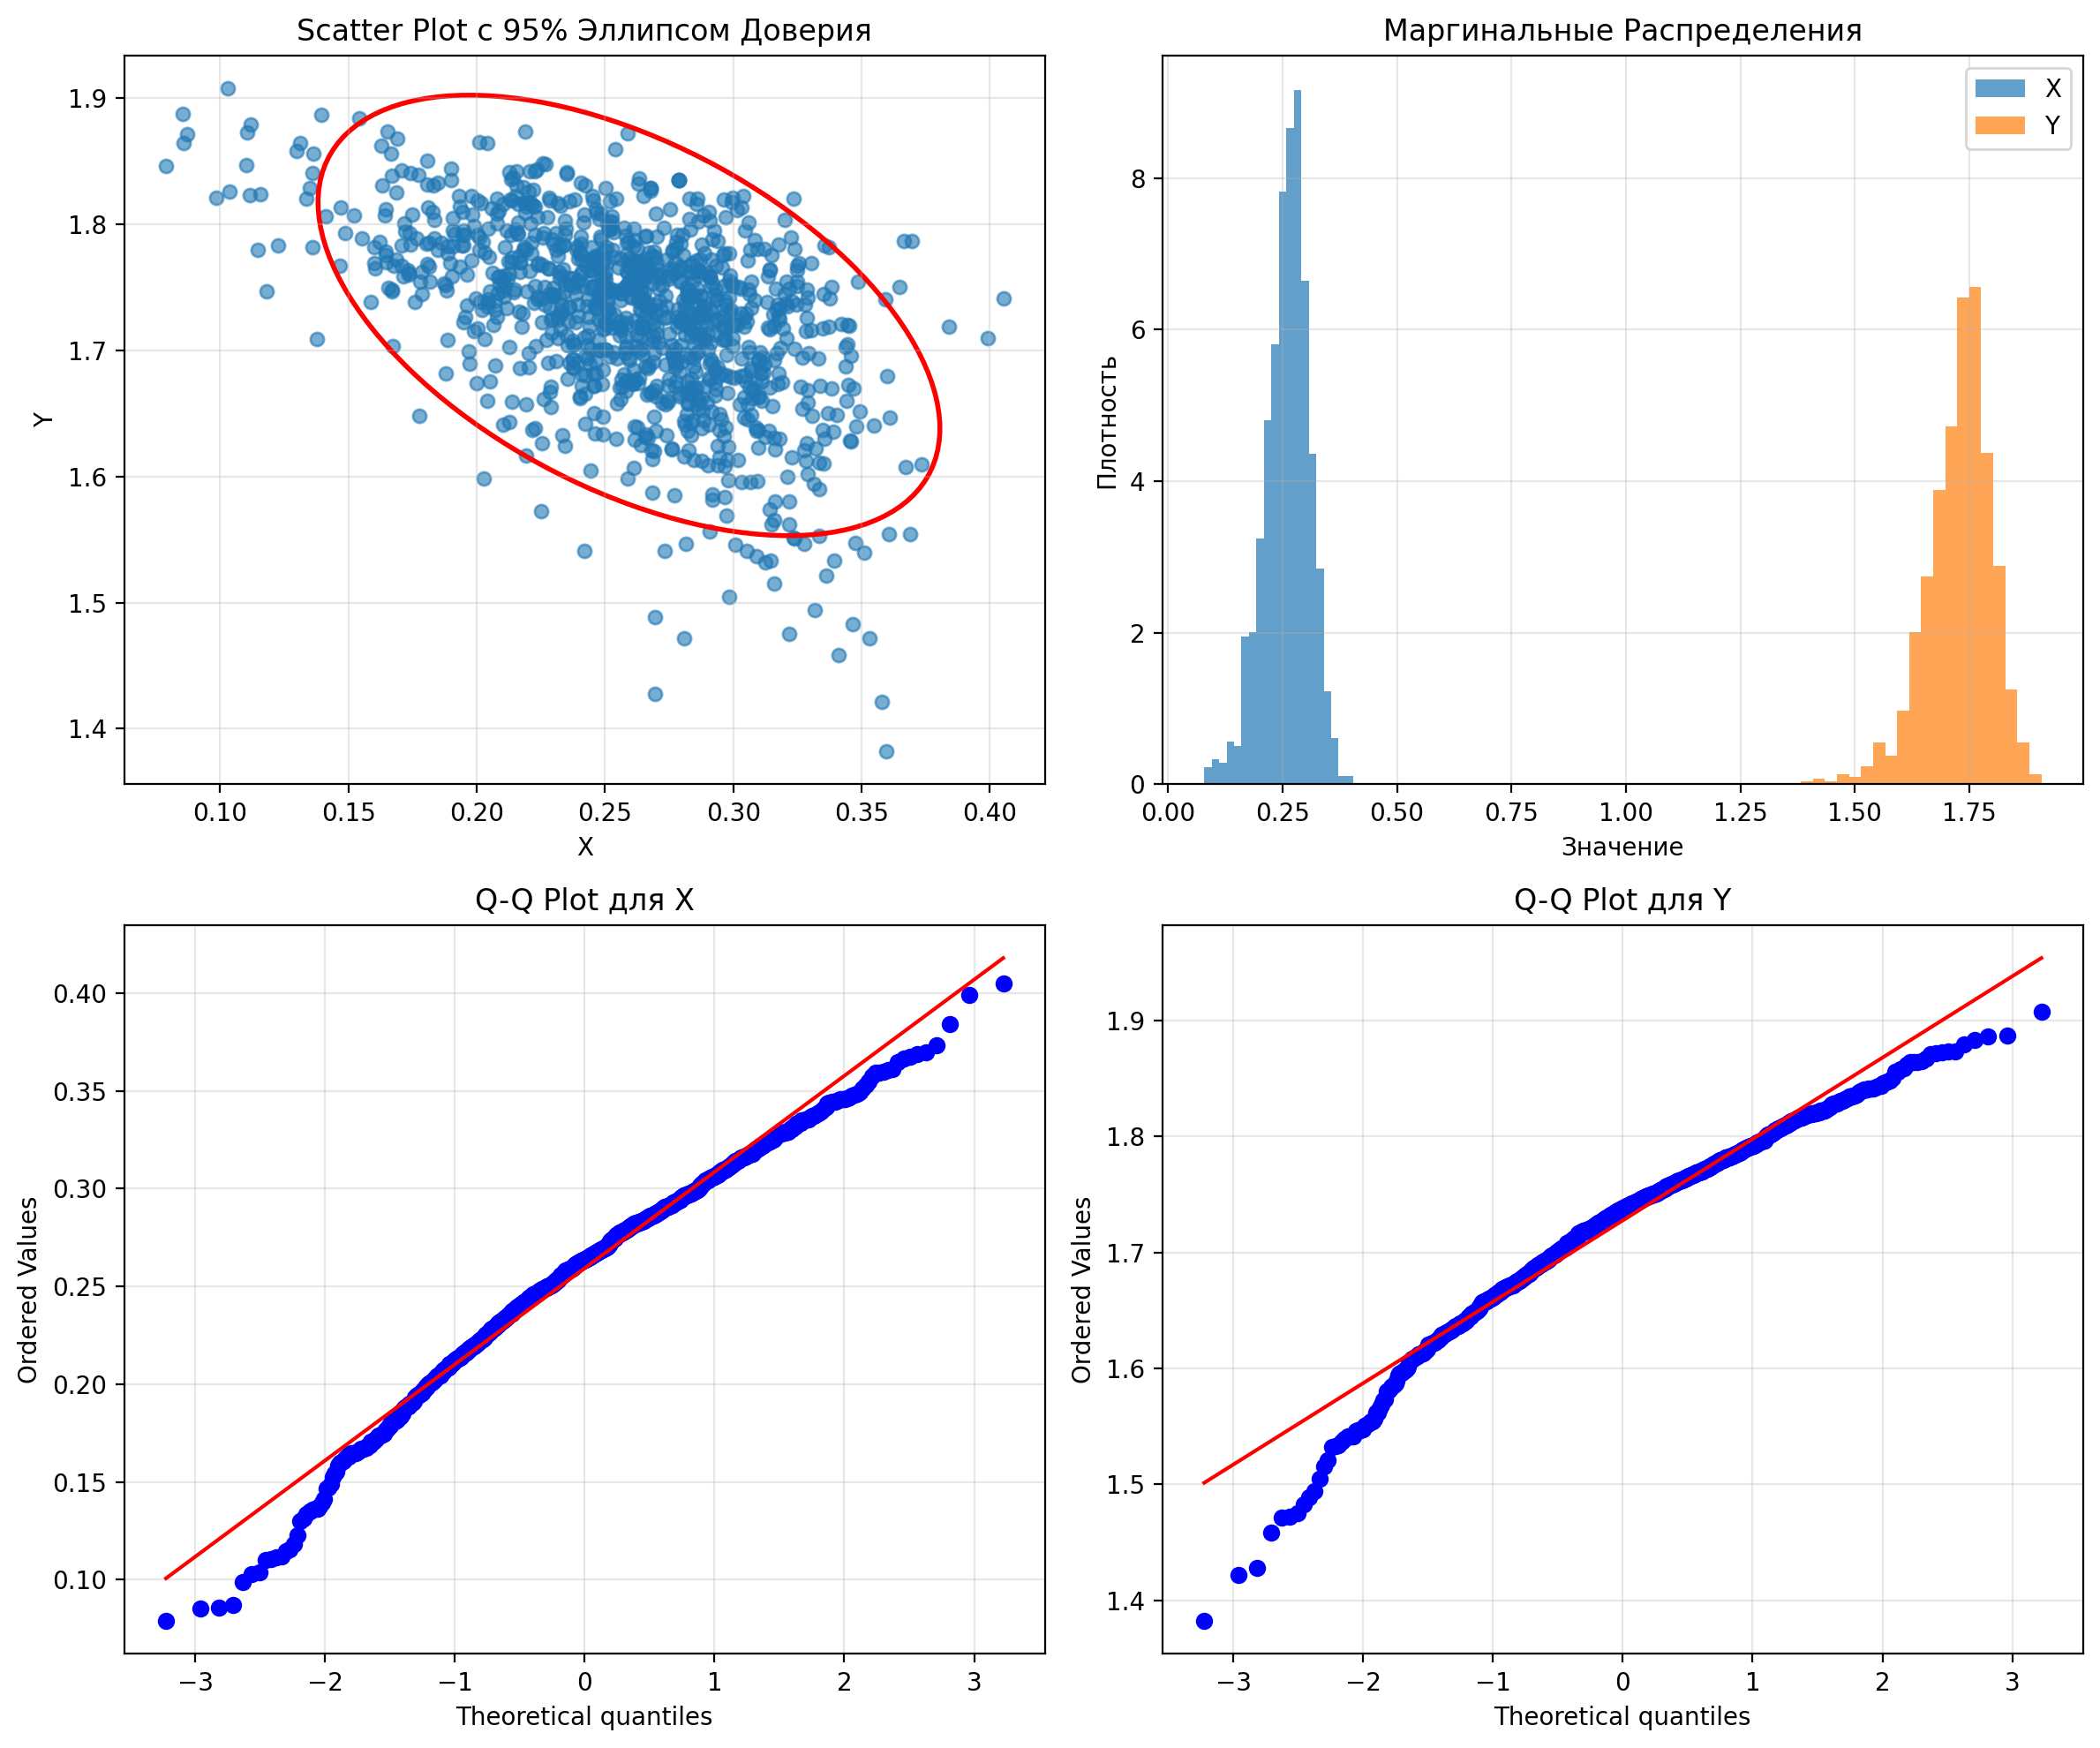 Scatter Plot с 95% Эллипсом Доверия
1.9
1.8
1.7
1.6
1.5
1.4
Y
0.10 0.15 0.20 0.25 0.30 0.35 0.40
X
Маргинальные Распределения
X
Y
8
6
4
2
0
Плотность
0.00 0.25 0.50 0.75 1.00 1.25 1.50 1.75
Значение
Q-Q Plot для X
0.40
0.35
0.30
0.25
0.20
0.15
0.10
Ordered Values
−3 −2 −1 0 1 2 3
Theoretical quantiles
Q-Q Plot для Y
1.9
1.8
1.7
1.6
1.5
1.4
Ordered Values
−3 −2 −1 0 1 2 3
Theoretical quantiles